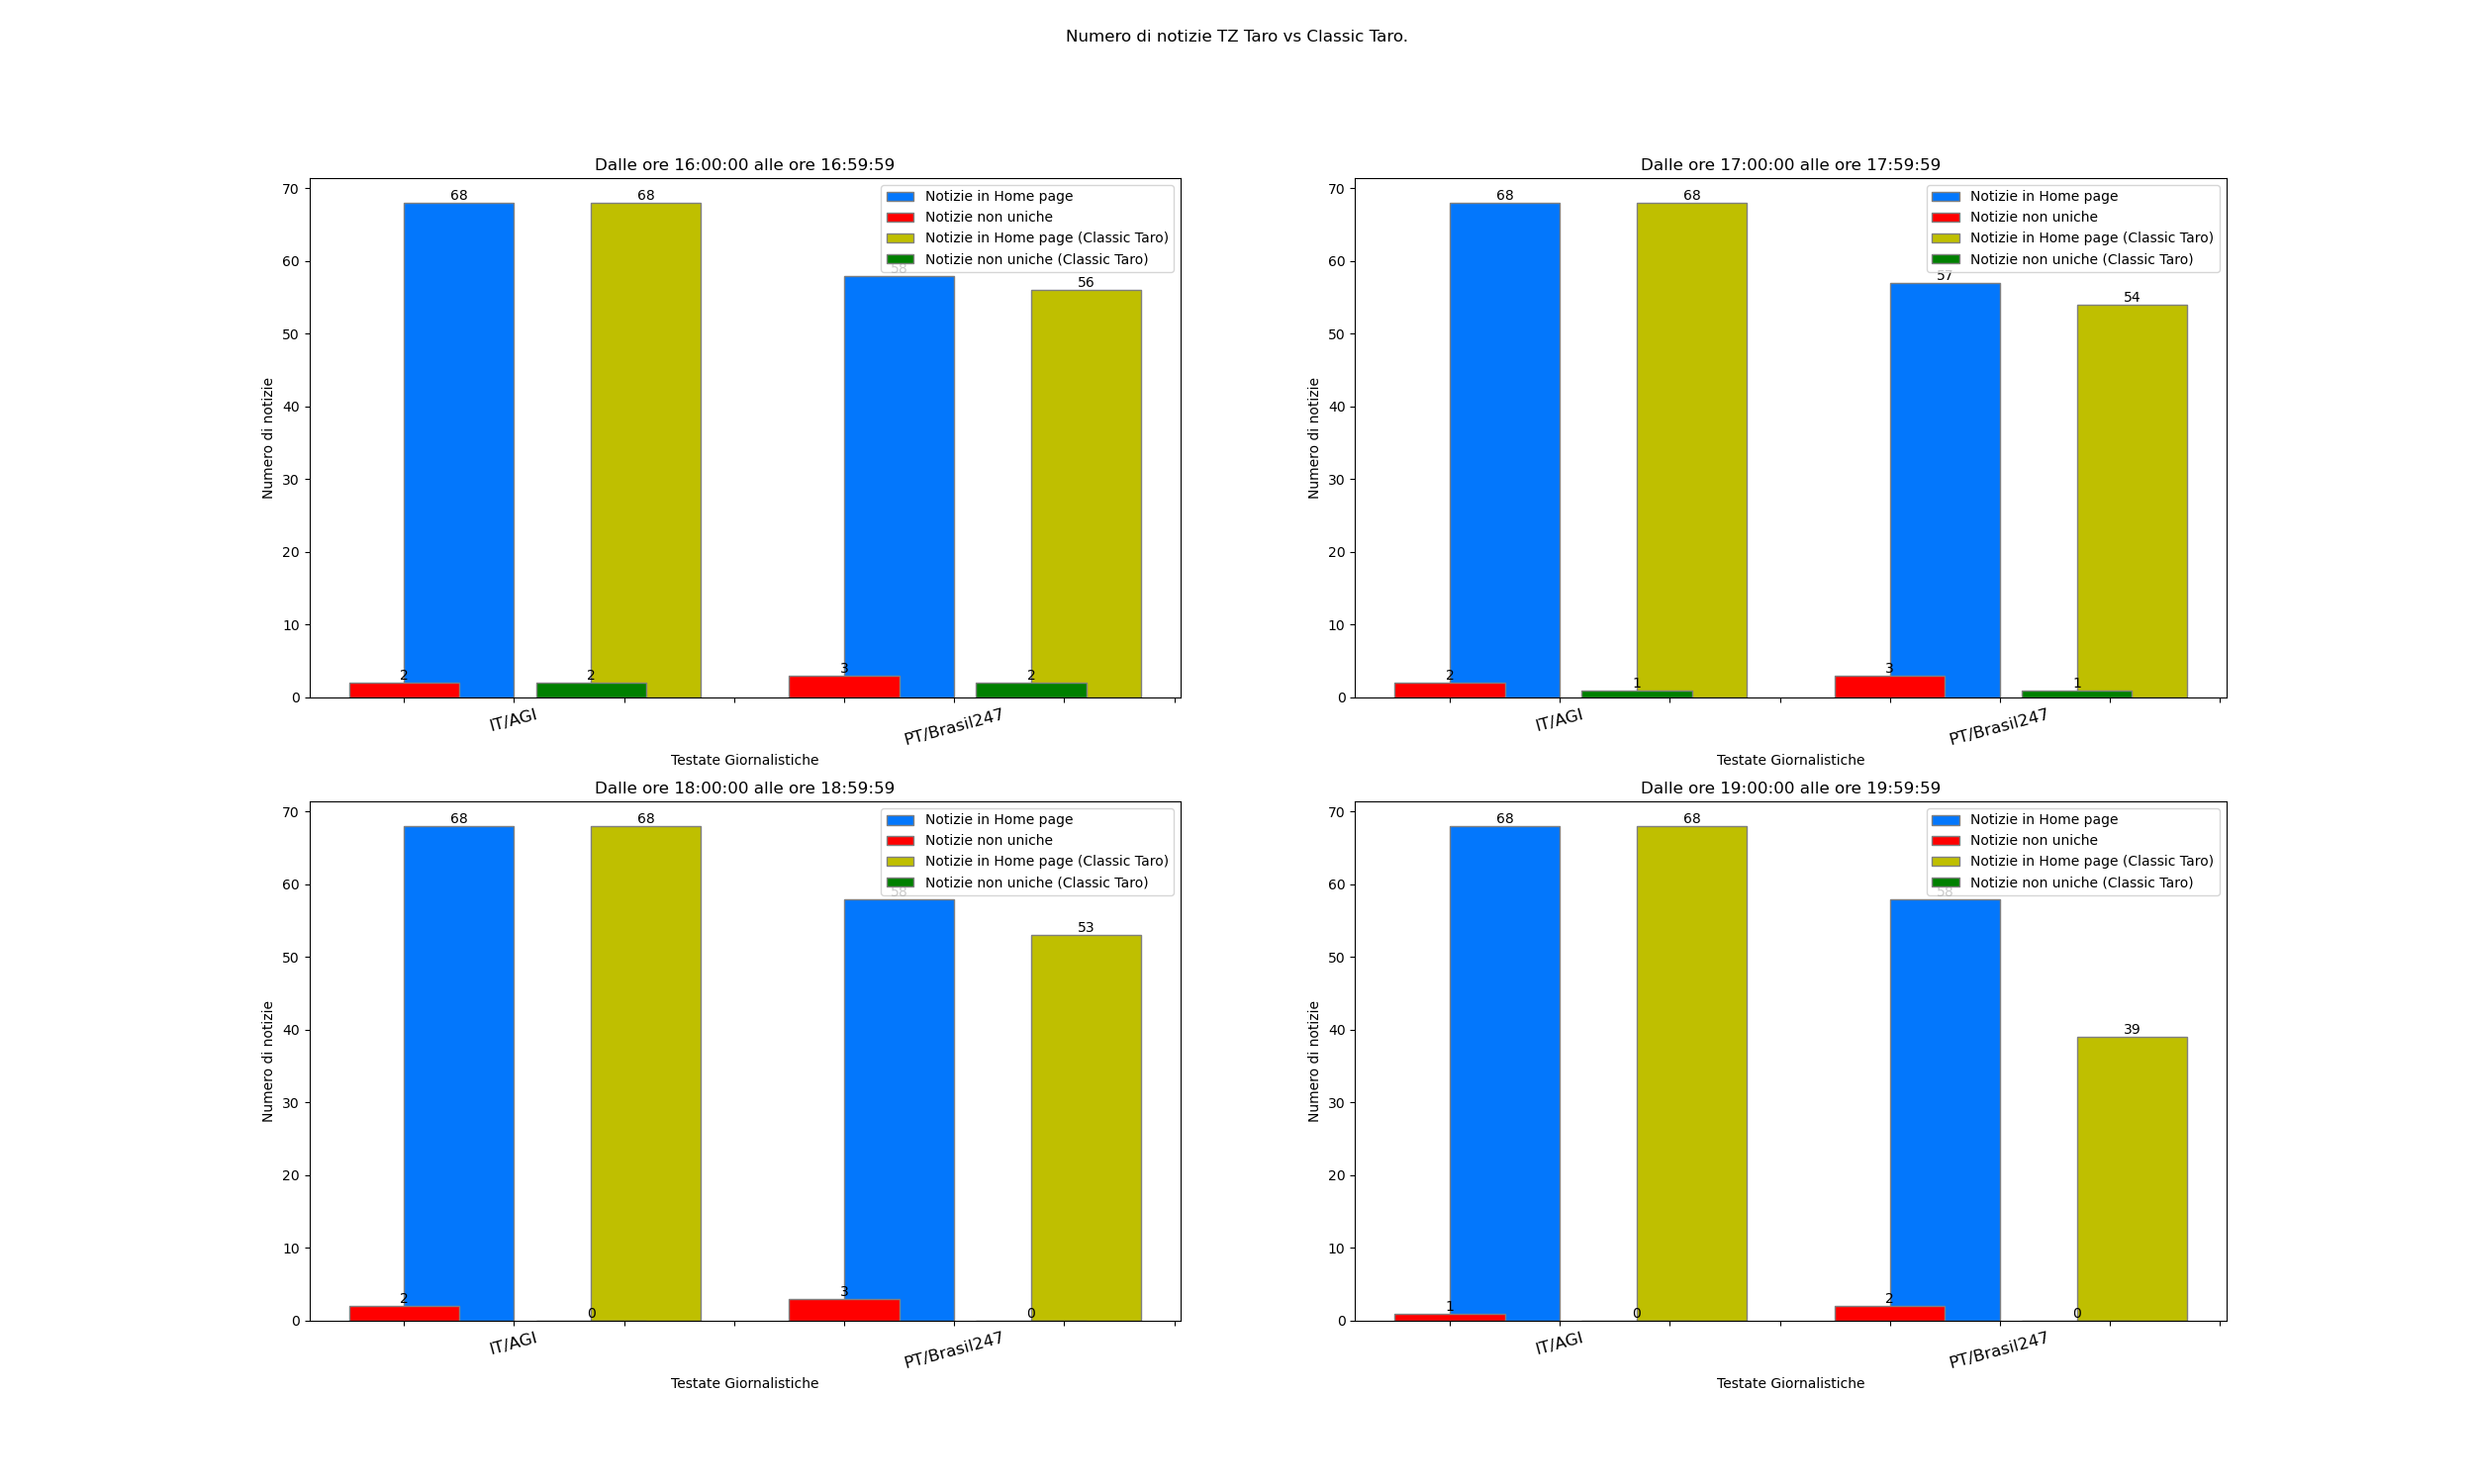 Numero di notizie TZ Taro vs Classic Taro.
Dalle ore 16:00:00 alle ore 16:59:59
70
60
50
40
30
20
10
0
Numero di notizie
68
68
58
56
2
2
3
2
Notizie in Home page
Notizie non uniche
Notizie in Home page (Classic Taro)
Notizie non uniche (Classic Taro)
IT/AGI
PT/Brasil247
Testate Giornalistiche
Dalle ore 17:00:00 alle ore 17:59:59
70
60
50
40
30
20
10
0
Numero di notizie
68
68
57
54
2
1
3
1
Notizie in Home page
Notizie non uniche
Notizie in Home page (Classic Taro)
Notizie non uniche (Classic Taro)
IT/AGI
PT/Brasil247
Testate Giornalistiche
Dalle ore 18:00:00 alle ore 18:59:59
70
60
50
40
30
20
10
0
Numero di notizie
68
68
58
53
2
0
3
0
Notizie in Home page
Notizie non uniche
Notizie in Home page (Classic Taro)
Notizie non uniche (Classic Taro)
IT/AGI
PT/Brasil247
Testate Giornalistiche
Dalle ore 19:00:00 alle ore 19:59:59
70
60
50
40
30
20
10
0
Numero di notizie
68
68
58
39
1
0
2
0
Notizie in Home page
Notizie non uniche
Notizie in Home page (Classic Taro)
Notizie non uniche (Classic Taro)
IT/AGI
PT/Brasil247
Testate Giornalistiche